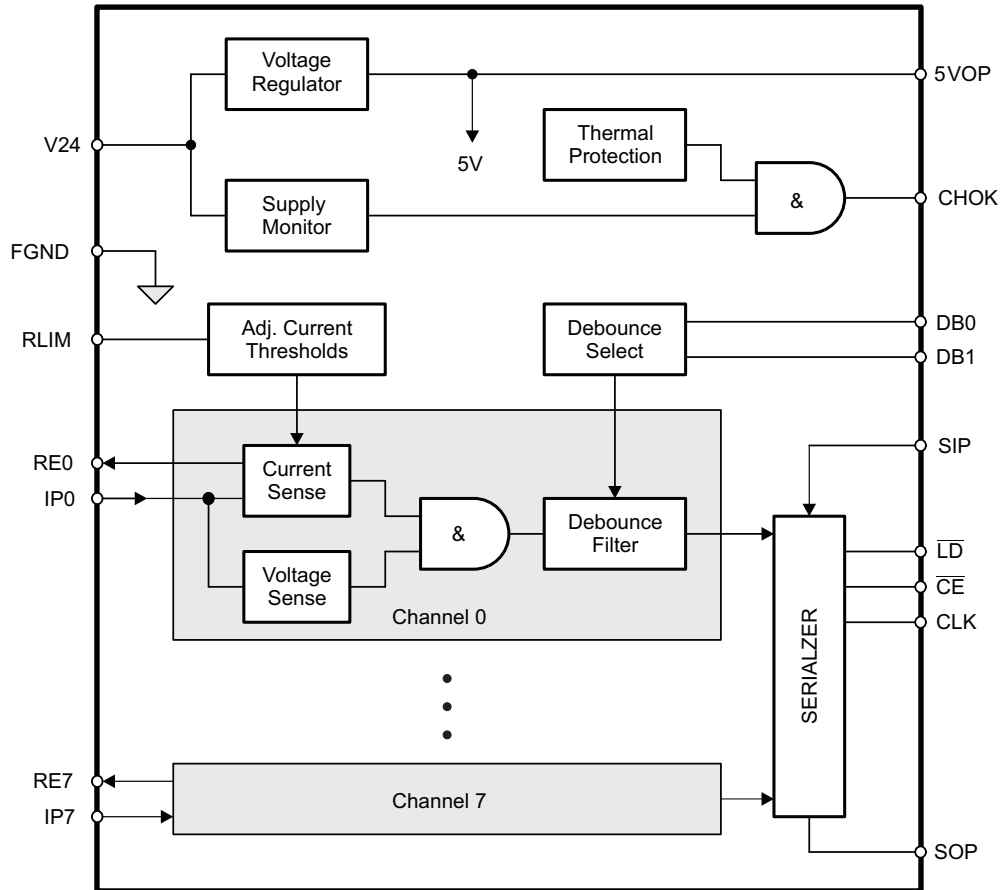 Voltage
Regulator
5VOP
V24
5V
Thermal
Protection
Supply
Monitor
&
CHOK
FGND
RLIM
Adj. Current
Thresholds
Debounce
Select
DB0
DB1
RE0
IP0
Current
Sense
Voltage
Sense
&
Debounce
Filter
Channel 0
SIP
LD
CE
CLK
SERIALZER
RE7
IP7
Channel 7
SOP